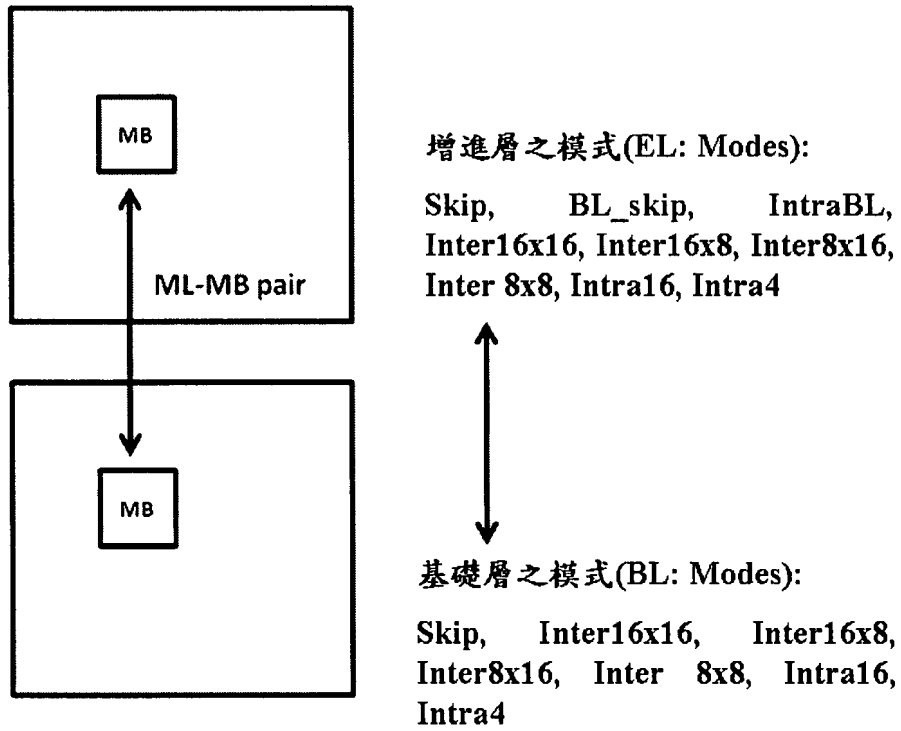 MB
ML-MB pair
MB
增進層之模式(EL: Modes):
Skip, BL_skip, IntraBL,
Inter16x16, Inter16x8, Inter8x16,
Inter 8x8, Intra16, Intra4
基礎層之模式(BL: Modes):
Skip, Inter16x16, Inter16x8,
Inter8x16, Inter 8x8, Intra16,
Intra4